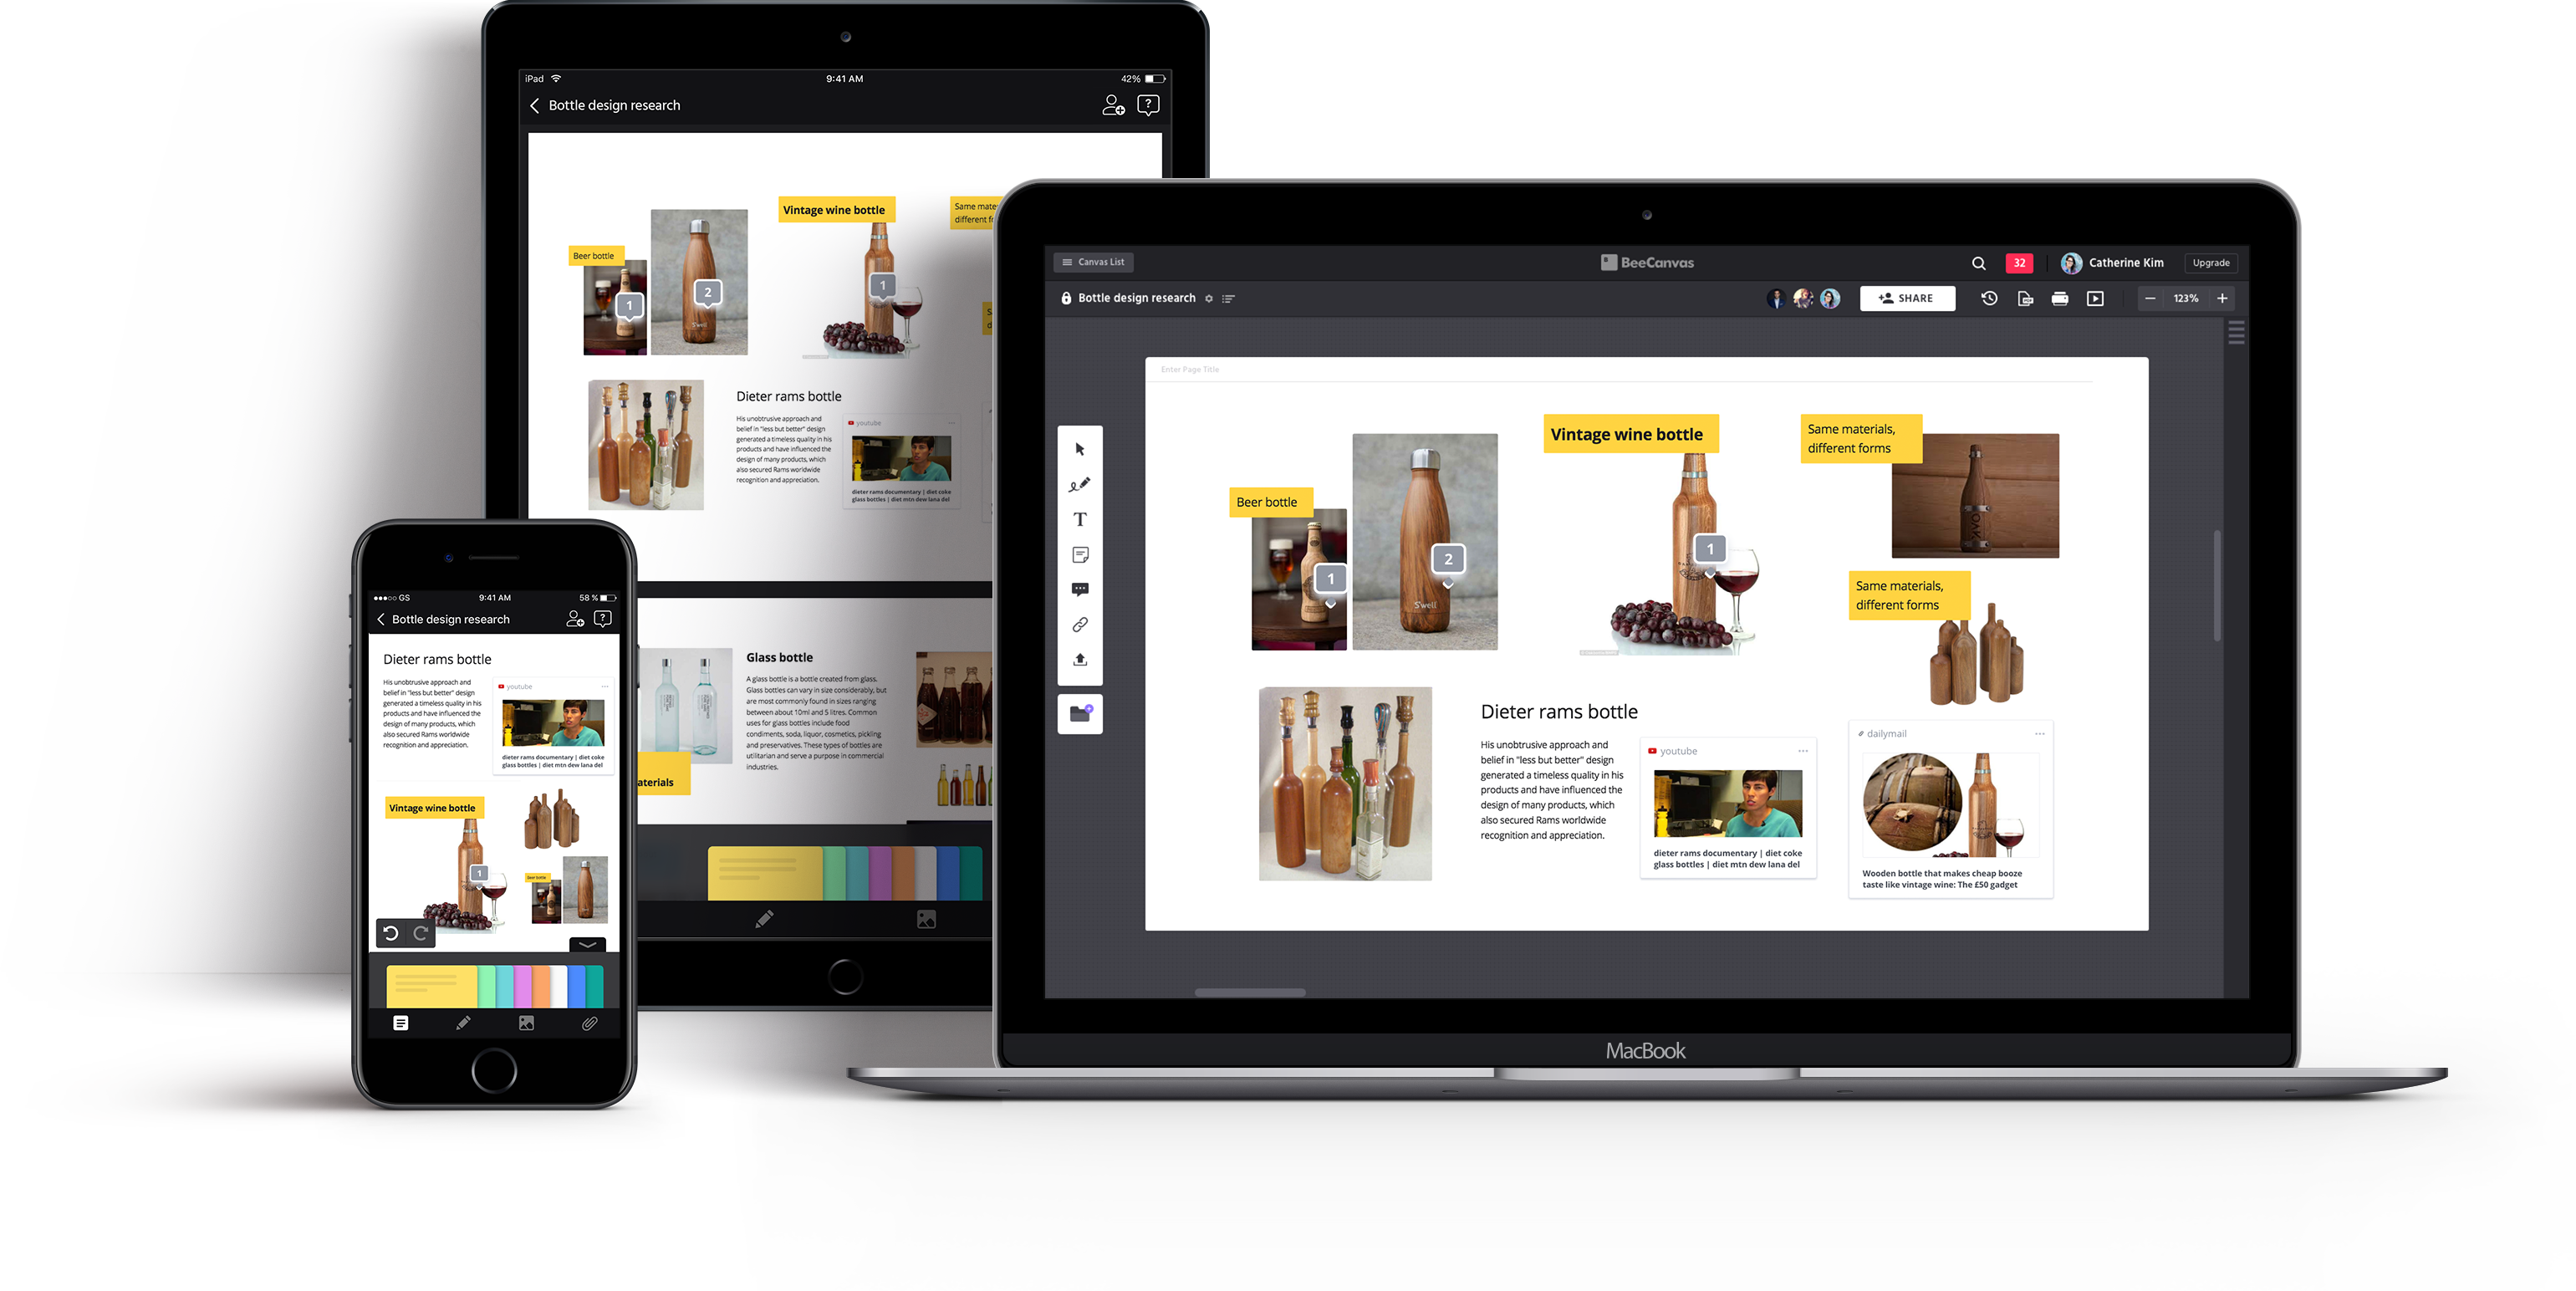 iPad
9:41 AM
42%
Bottle design research
?
Vintage wine bottle
Same mate
different f
Beer bottle
1
2
1
S'well
S
d
Dieter rams bottle
His unobtrusive approach and
belief in "less but better" design
generated a timeless quality in his
products and have influenced the
design of many products, which
also secured Rams worldwide
recognition and appreciation.
youtube
dieter rams documentary | diet coke
glass bottles | diet mtn dew lana del
Glass bottle
A glass bottle is a bottle created from glass.
Glass bottles can vary in size considerably, but
are most commonly found in sizes ranging
between about 10ml and 5 litres. Common
uses for glass bottles include food
condiments, soda, liquor, cosmetics, pickling
and preservatives. These types of bottles are
utilitarian and serve a purpose in commercial
industries.
aterials
GS
9:41 AM
58 %
Bottle design research
?
Dieter rams bottle
His unobtrusive approach and
belief in "less but better" design
generated a timeless quality in his
products and have influenced the
design of many products, which
also secured Rams worldwide
recognition and appreciation.
youtube
dieter rams documentary | diet coke
glass bottles | diet mtn dew lana del
Vintage wine bottle
1
Beer bottle
Canvas List
BeeCanvas
32
Catherine Kim
Upgrade
Bottle design research
SHARE
123%
Enter Page Title
T
Vintage wine bottle
Same materials,
different forms
Beer bottle
1
2
1
S'well
Same materials,
different forms
Dieter rams bottle
His unobtrusive approach and
belief in "less but better" design
generated a timeless quality in his
products and have influenced the
design of many products, which
also secured Rams worldwide
recognition and appreciation.
youtube
dieter rams documentary | diet coke
glass bottles | diet mtn dew lana del
dailymail
Wooden bottle that makes cheap booze
taste like vintage wine: The £50 gadget
MacBook